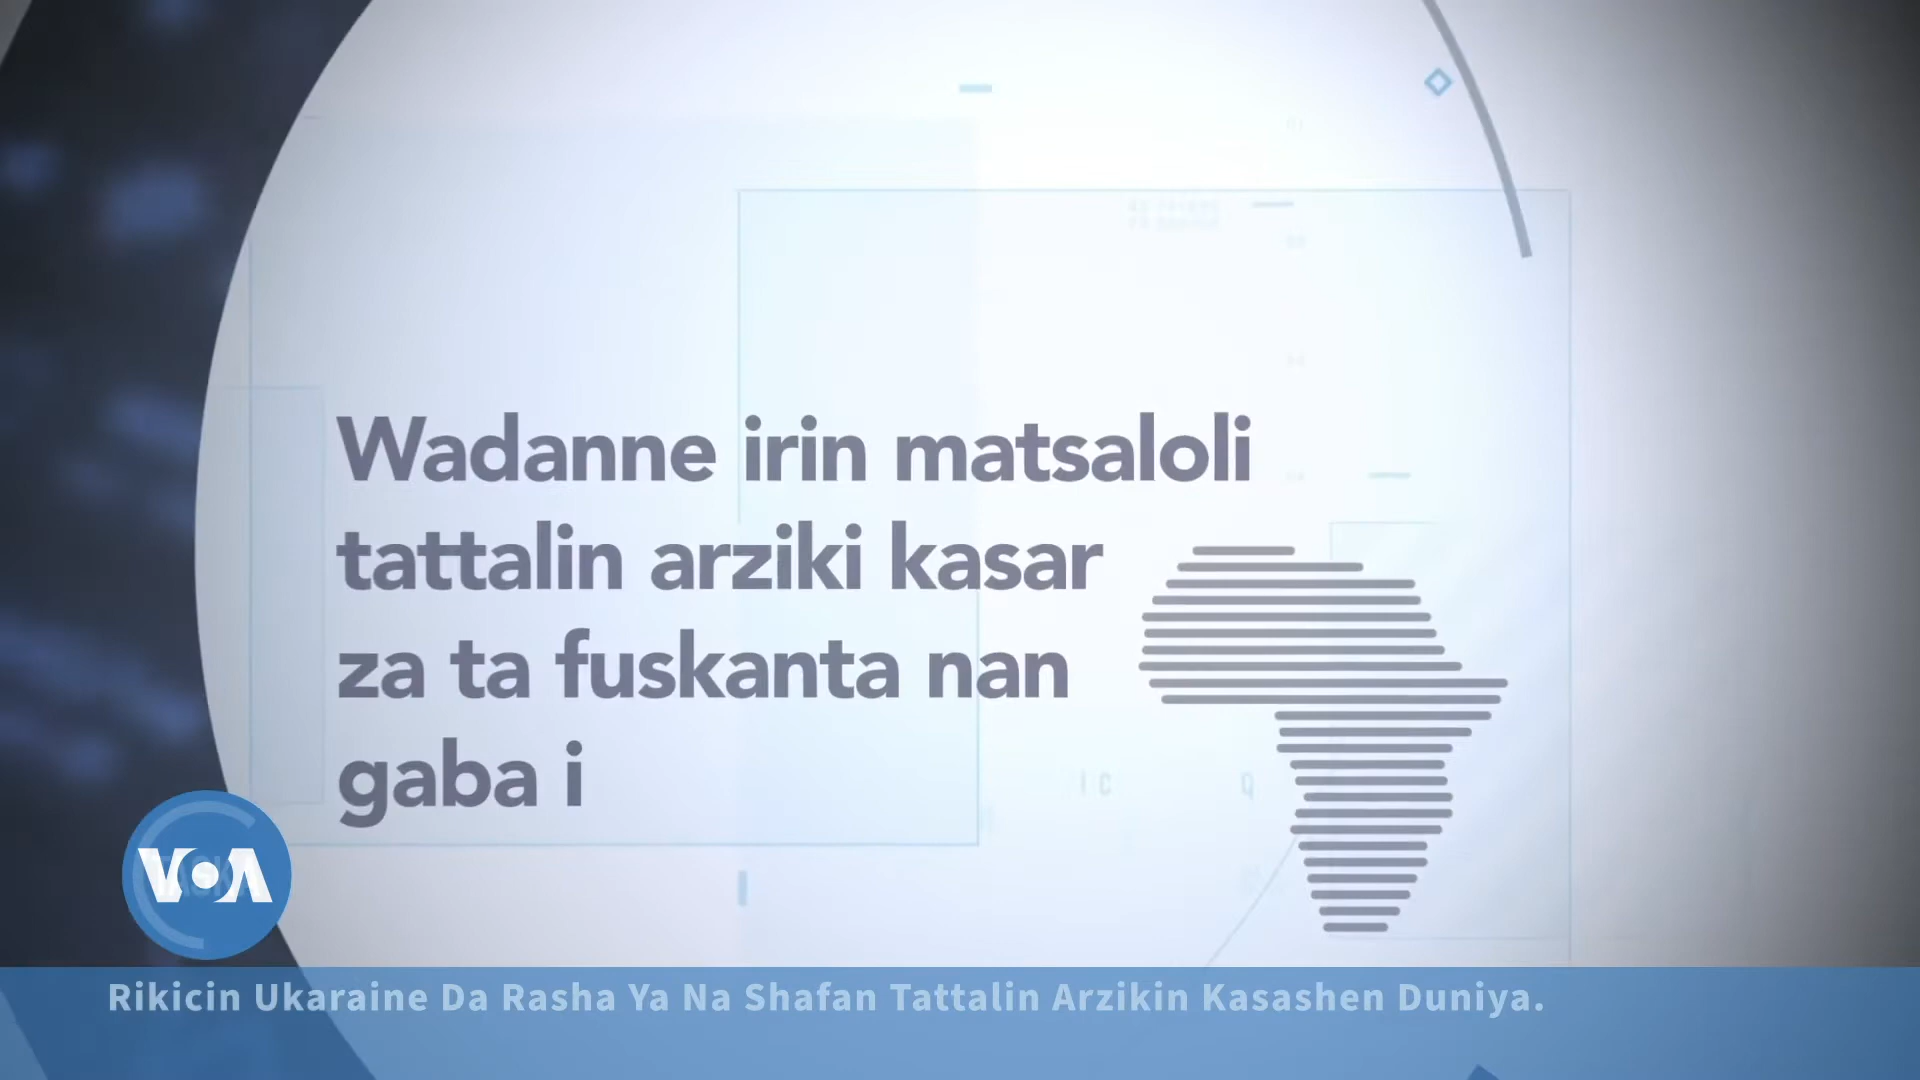 Wadanne irin matsaloli
tattalin arziki kasar
za ta fuskanta nan
gaba i
VOA
Rikicin Ukaraine Da Rasha Ya Na Shafan Tattalin Arzikin Kasashen Duniya.